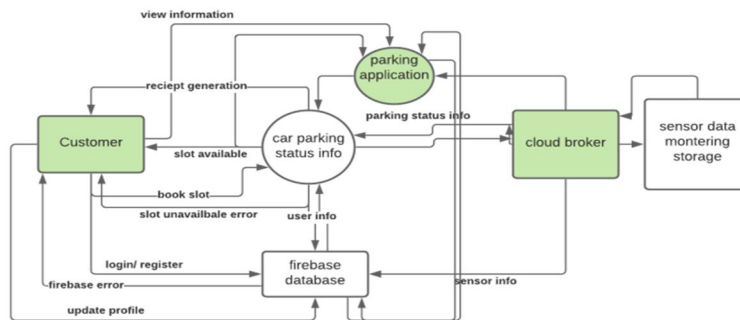 view information
parking
application
reciept generation
parking status info
Customer
car parking
status info
cloud broker
sensor data
montering
storage
slot available
book slot
slot unavailbale error
user info
login/ register
firebase
database
firebase error
sensor info
update profile